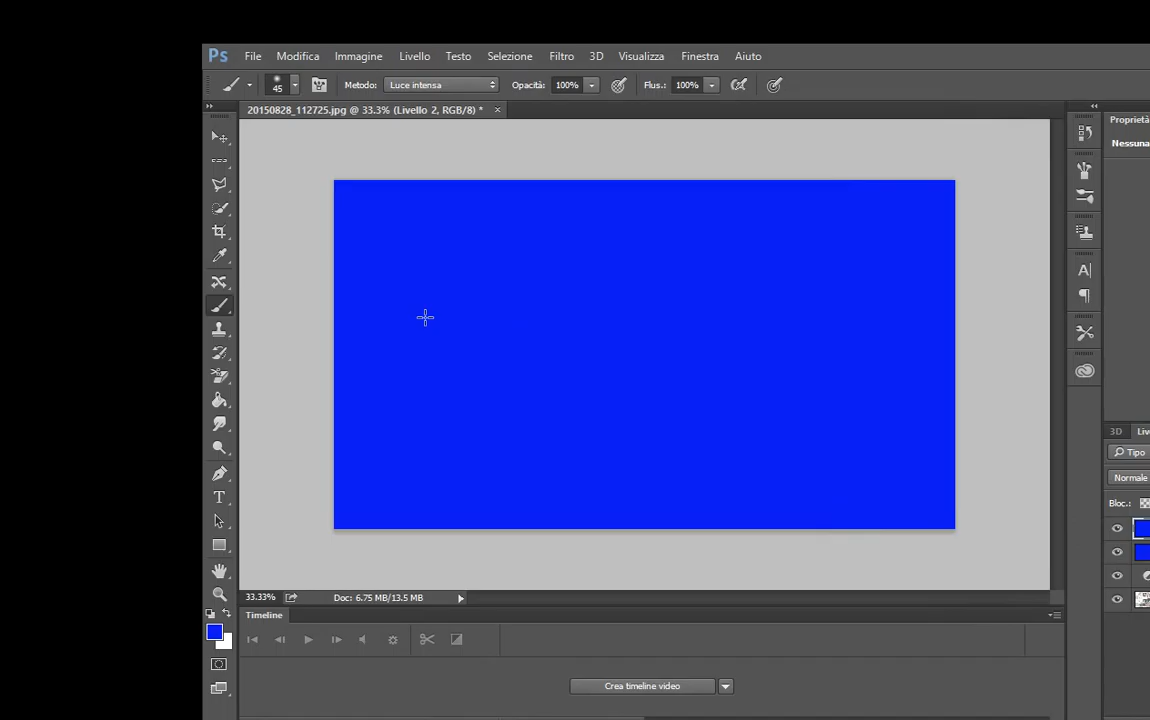 Ps File Modifica Immagine Livello Testo Selezione Filtro 3D Visualizza Finestra Aiuto
45 Metodo: Luce intensa Opacità: 100% Flus.: 100%
20150828_112725.jpg @ 33.3% (Livello 2, RGB/8) * ×
Proprietà
Nessuna
3D Live
Tipo
Normale
Bloc.:
33.33% Doc: 6.75 MB/13.5 MB
Timeline
Crea timeline video